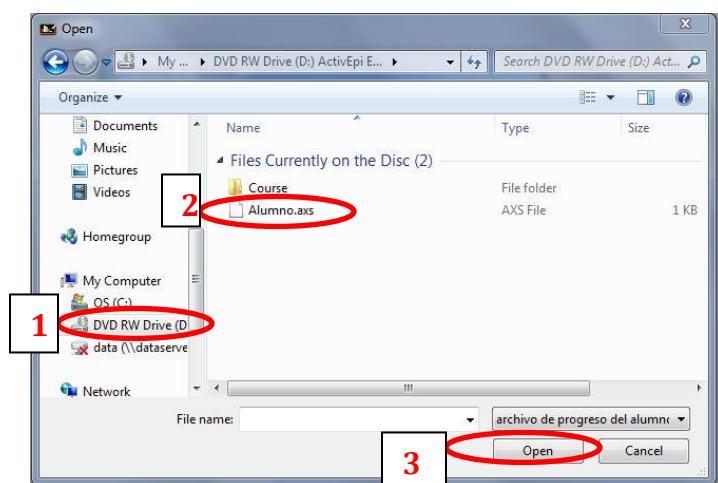 Open
My ... DVD RW Drive (D:) ActivEpi E... Search DVD RW Drive (D:) Act...
Organize
Documents
Music
Pictures
Videos
Homegroup
My Computer
OS (C:)
DVD RW Drive (D
data (\\dataserve
Network
Name Type Size
Files Currently on the Disc (2)
Course File folder
Alumno.axs AXS File 1 KB
1
2
File name: archivo de progreso del alumno
3
Open Cancel